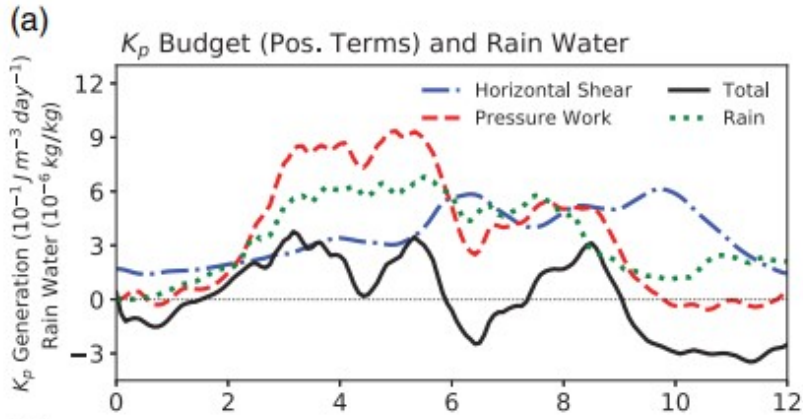 (a)
K_p Budget (Pos. Terms) and Rain Water
K_p Generation (10^{-1} J m^{-3} day^{-1})
Rain Water (10^{-6} kg/kg)
Horizontal Shear
Pressure Work
Total
Rain
12
9
6
3
0
−3
0 2 4 6 8 10 12